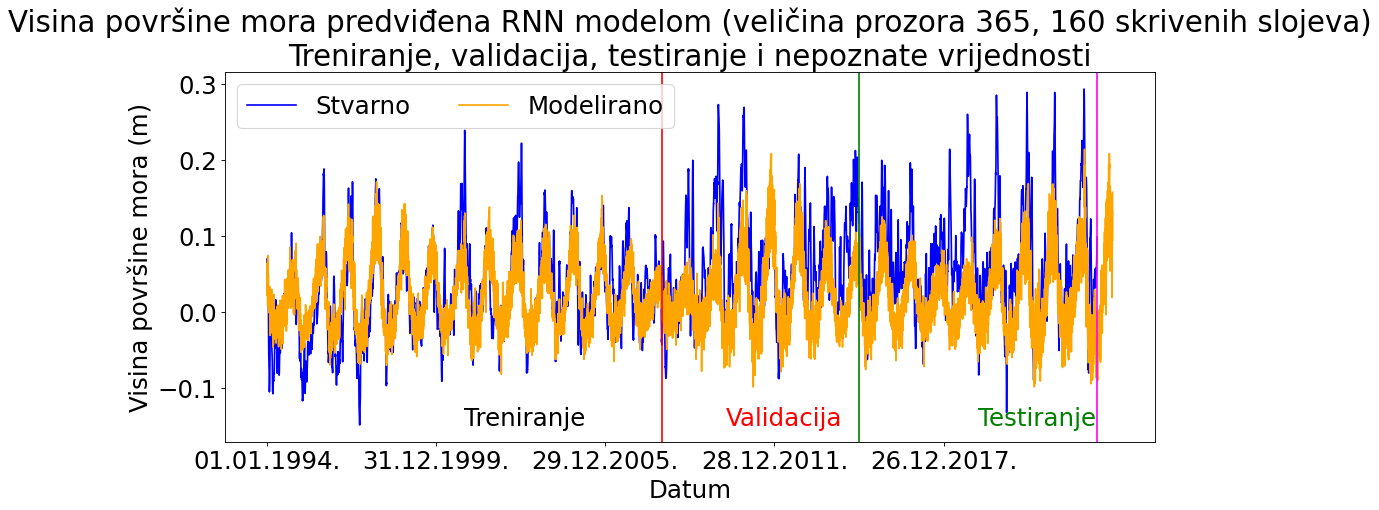 Visina površine mora predviđena RNN modelom (veličina prozora 365, 160 skrivenih slojeva)
Treniranje, validacija, testiranje i nepoznate vrijednosti
Stvarno Modelirano
Visina površine mora (m)
0.3
0.2
0.1
0.0
−0.1
Treniranje Validacija Testiranje
01.01.1994. 31.12.1999. 29.12.2005. 28.12.2011. 26.12.2017.
Datum